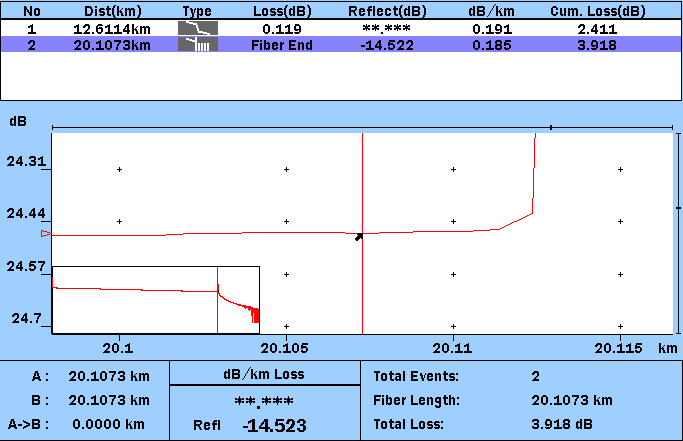 No Dist(km) Type Loss(dB) Reflect(dB) dB/km Cum. Loss(dB)
1 12.6114km 0.119 **.*** 0.191 2.411
2 20.1073km Fiber End -14.522 0.185 3.918
dB
24.31
24.44
24.57
24.7
20.1 20.105 20.111 20.115 km
A : 20.1073 km
B : 20.1073 km
A->B : 0.0000 km
dB/km Loss
**.***
Refl -14.523
Total Events: 2
Fiber Length: 20.1073 km
Total Loss: 3.918 dB